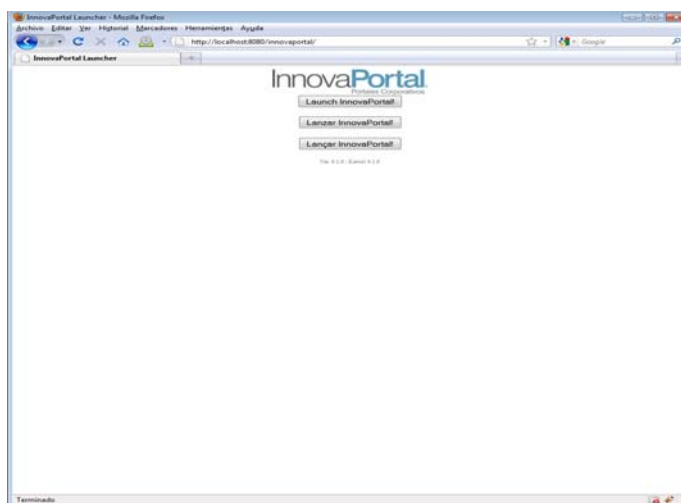 InnovaPortal Launcher - Mozilla Firefox
Archivo Editar Ver Historial Marcadores Herramientas Ayuda
http://localhost:8080/innovaportal/
Google
InnovaPortal Launcher
InnovaPortal
Portales Corporativos
Launch InnovaPortal!
Lanzar InnovaPortal!
Lançar InnovaPortal!
Terminado